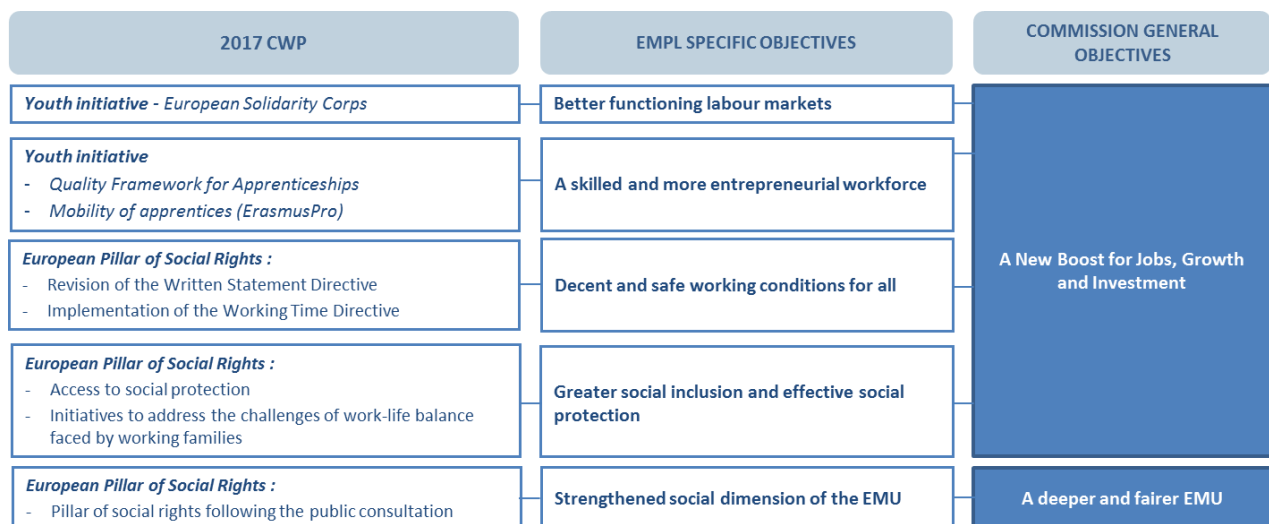 2017 CWP
EMPL SPECIFIC OBJECTIVES
COMMISSION GENERAL
OBJECTIVES
Youth initiative - European Solidarity Corps
Better functioning labour markets
Youth initiative
- Quality Framework for Apprenticeships
- Mobility of apprentices (ErasmusPro)
A skilled and more entrepreneurial workforce
European Pillar of Social Rights :
- Revision of the Written Statement Directive
- Implementation of the Working Time Directive
Decent and safe working conditions for all
European Pillar of Social Rights :
- Access to social protection
- Initiatives to address the challenges of work-life balance
faced by working families
Greater social inclusion and effective social
protection
A New Boost for Jobs, Growth
and Investment
European Pillar of Social Rights :
- Pillar of social rights following the public consultation
Strengthened social dimension of the EMU
A deeper and fairer EMU